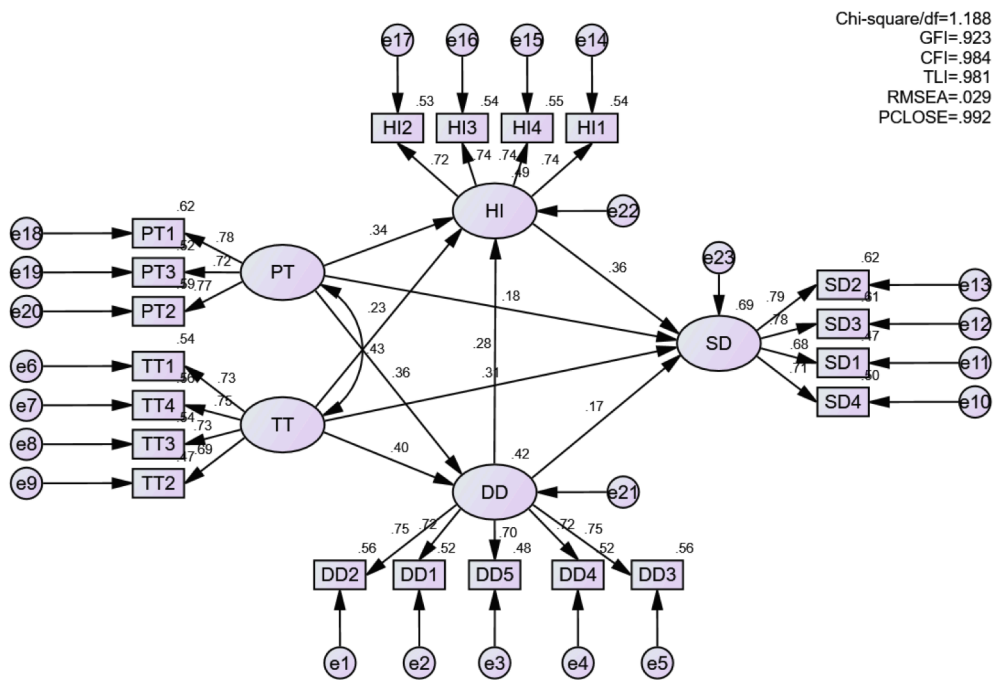 Chi-square/df=1.188
GFI=.923
CFI=.984
TLI=.981
RMSEA=.029
PCLOSE=.992
e17
e16
e15
e14
.53
.54
.55
.54
HI2
HI3
HI4
HI1
.72
.74
.74
.74
.49
HI
e22
e18
PT1
.62
.78
e19
PT3
.52
.72
e20
PT2
.59
.77
PT
.34
.23
.18
.36
.43
.36
.28
.31
.40
.17
e23
.69
SD
.79
.78
.68
.71
SD2
.62
e13
SD3
.61
e12
SD1
.47
e11
SD4
.50
e10
e6
TT1
.54
.73
e7
TT4
.56
.75
e8
TT3
.54
.73
e9
TT2
.47
.69
TT
.42
DD
e21
.75
.72
.70
.72
.75
.56
.52
.48
.52
.56
DD2
DD1
DD5
DD4
DD3
e1
e2
e3
e4
e5